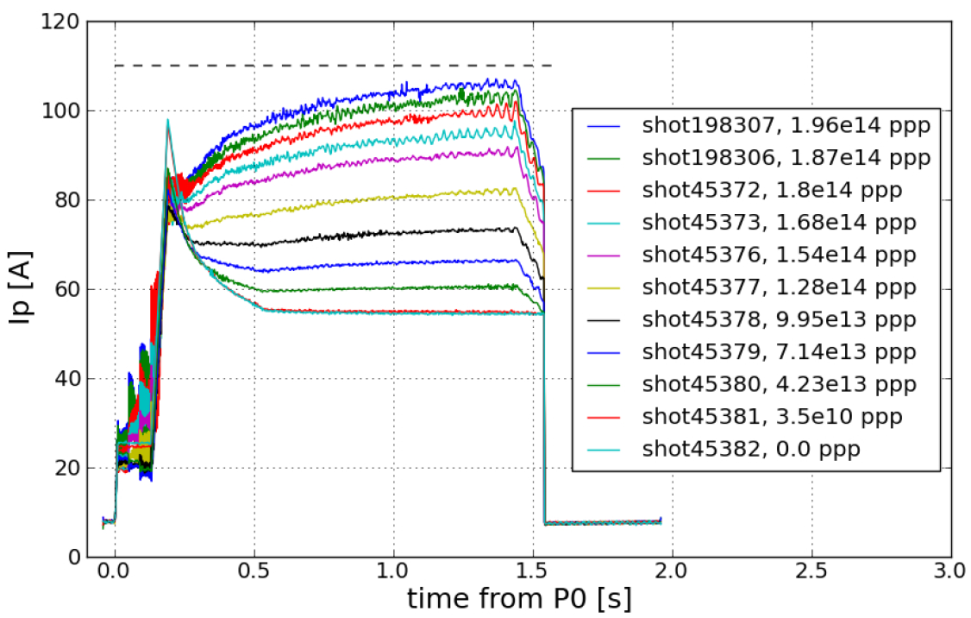 120
100
80
60
40
20
0
Ip [A]
0.0 0.5 1.0 1.5 2.0 2.5 3.0
time from P0 [s]
shot198307, 1.96e14 ppp
shot198306, 1.87e14 ppp
shot45372, 1.8e14 ppp
shot45373, 1.68e14 ppp
shot45376, 1.54e14 ppp
shot45377, 1.28e14 ppp
shot45378, 9.95e13 ppp
shot45379, 7.14e13 ppp
shot45380, 4.23e13 ppp
shot45381, 3.5e10 ppp
shot45382, 0.0 ppp